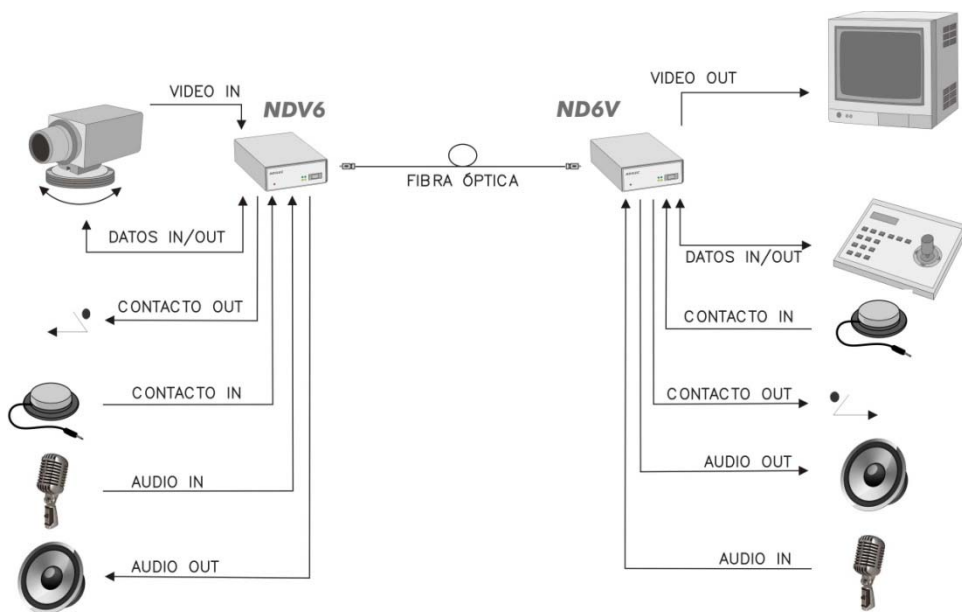 VIDEO IN
NDV6
ND6V
VIDEO OUT
FIBRA ÓPTICA
DATOS IN/OUT
DATOS IN/OUT
CONTACTO OUT
CONTACTO IN
CONTACTO IN
CONTACTO OUT
AUDIO IN
AUDIO OUT
AUDIO OUT
AUDIO IN